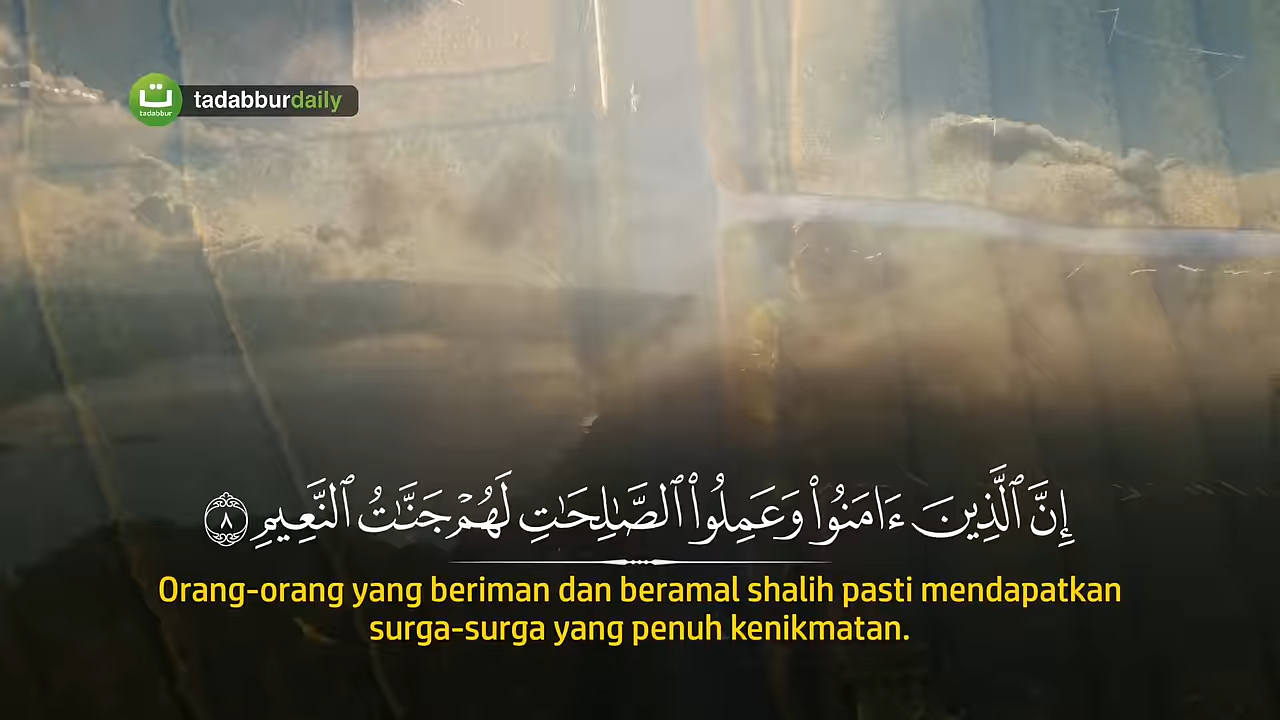 ت
tadabbur
tadabburdaily
إِنَّ ٱلَّذِينَ ءَامَنُوا۟ وَعَمِلُوا۟ ٱلصَّـٰلِحَـٰتِ لَهُمْ جَنَّـٰتُ ٱلنَّعِيمِ ٨
Orang-orang yang beriman dan beramal shalih pasti mendapatkan
surga-surga yang penuh kenikmatan.